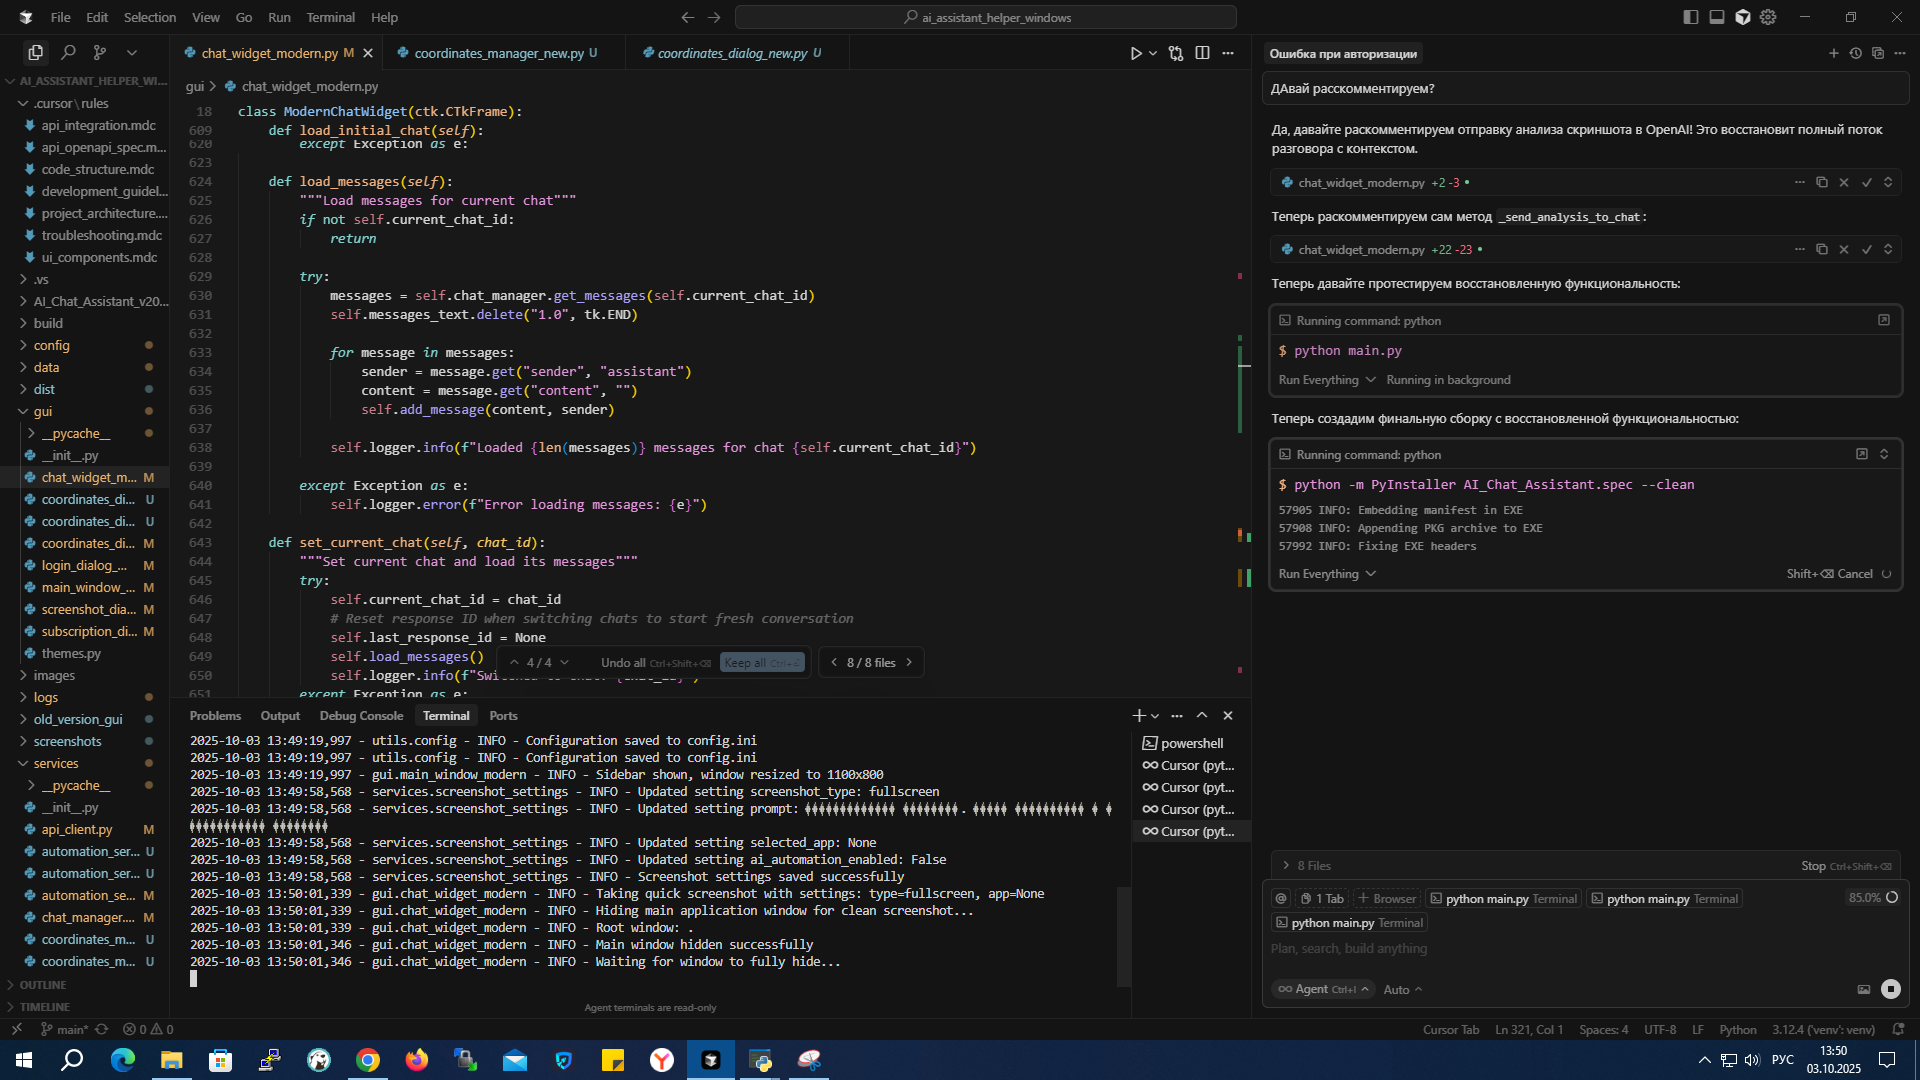 File Edit Selection View Go Run Terminal Help
ai_assistant_helper_windows
AI_ASSISTANT_HELPER_WI...
.cursor\rules
api_integration.mdc
api_openapi_spec.m...
code_structure.mdc
development_guidel...
project_architecture....
troubleshooting.mdc
ui_components.mdc
.vs
AI_Chat_Assistant_v20...
build
config
data
dist
gui
__pycache__
__init__.py
chat_widget_m... M
coordinates_di... U
coordinates_di... U
coordinates_di... M
login_dialog_... M
main_window_... M
screenshot_dia... M
subscription_di... M
themes.py
images
logs
old_version_gui
screenshots
services
__pycache__
__init__.py
api_client.py M
automation_ser... U
automation_ser... U
automation_se... M
chat_manager.... M
coordinates_m... U
coordinates_m... U
OUTLINE
TIMELINE
chat_widget_modern.py M
coordinates_manager_new.py U
coordinates_dialog_new.py U
gui > chat_widget_modern.py
18 class ModernChatWidget(ctk.CTkFrame):
609 def load_initial_chat(self):
620 except Exception as e:
623
624 def load_messages(self):
625 """Load messages for current chat"""
626 if not self.current_chat_id:
627 return
628
629 try:
630 messages = self.chat_manager.get_messages(self.current_chat_id)
631 self.messages_text.delete("1.0", tk.END)
632
633 for message in messages:
634 sender = message.get("sender", "assistant")
635 content = message.get("content", "")
636 self.add_message(content, sender)
637
638 self.logger.info(f"Loaded {len(messages)} messages for chat {self.current_chat_id}")
639
640 except Exception as e:
641 self.logger.error(f"Error loading messages: {e}")
642
643 def set_current_chat(self, chat_id):
644 """Set current chat and load its messages"""
645 try:
646 self.current_chat_id = chat_id
647 # Reset response ID when switching chats to start fresh conversation
648 self.last_response_id = None
649 self.load_messages()
650 self.logger.info(f"Swi
651 except Exception as e:
4 / 4 Undo all Ctrl+Shift+⌫ Keep all Ctrl+⏎
8 / 8 files
Problems Output Debug Console Terminal Ports
2025-10-03 13:49:19,997 - utils.config - INFO - Configuration saved to config.ini
2025-10-03 13:49:19,997 - utils.config - INFO - Configuration saved to config.ini
2025-10-03 13:49:19,997 - gui.main_window_modern - INFO - Sidebar shown, window resized to 1100x800
2025-10-03 13:49:58,568 - services.screenshot_settings - INFO - Updated setting screenshot_type: fullscreen
2025-10-03 13:49:58,568 - services.screenshot_settings - INFO - Updated setting prompt: ������������� ��������. ����� ���������� � �
����������� ��������
2025-10-03 13:49:58,568 - services.screenshot_settings - INFO - Updated setting selected_app: None
2025-10-03 13:49:58,568 - services.screenshot_settings - INFO - Updated setting ai_automation_enabled: False
2025-10-03 13:49:58,568 - services.screenshot_settings - INFO - Screenshot settings saved successfully
2025-10-03 13:50:01,339 - gui.chat_widget_modern - INFO - Taking quick screenshot with settings: type=fullscreen, app=None
2025-10-03 13:50:01,339 - gui.chat_widget_modern - INFO - Hiding main application window for clean screenshot...
2025-10-03 13:50:01,339 - gui.chat_widget_modern - INFO - Root window: .
2025-10-03 13:50:01,346 - gui.chat_widget_modern - INFO - Main window hidden successfully
2025-10-03 13:50:01,346 - gui.chat_widget_modern - INFO - Waiting for window to fully hide...
Agent terminals are read-only
powershell
Cursor (pyt...
Cursor (pyt...
Cursor (pyt...
Cursor (pyt...
Ошибка при авторизации
ДАвай расскомментируем?
Да, давайте раскомментируем отправку анализа скриншота в OpenAI! Это восстановит полный поток
разговора с контекстом.
chat_widget_modern.py +2 -3
Теперь раскомментируем сам метод _send_analysis_to_chat:
chat_widget_modern.py +22 -23
Теперь давайте протестируем восстановленную функциональность:
Running command: python
$ python main.py
Run Everything Running in background
Теперь создадим финальную сборку с восстановленной функциональностью:
Running command: python
$ python -m PyInstaller AI_Chat_Assistant.spec --clean
57905 INFO: Embedding manifest in EXE
57908 INFO: Appending PKG archive to EXE
57992 INFO: Fixing EXE headers
Run Everything Shift+⌫ Cancel
8 Files Stop Ctrl+Shift+⌫
@ 1 Tab + Browser python main.py Terminal python main.py Terminal 85.0%
python main.py Terminal
Plan, search, build anything
Agent Ctrl+I Auto
main* 0 0
Cursor Tab Ln 321, Col 1 Spaces: 4 UTF-8 LF Python 3.12.4 ('venv': venv)
РУС 13:50
03.10.2025